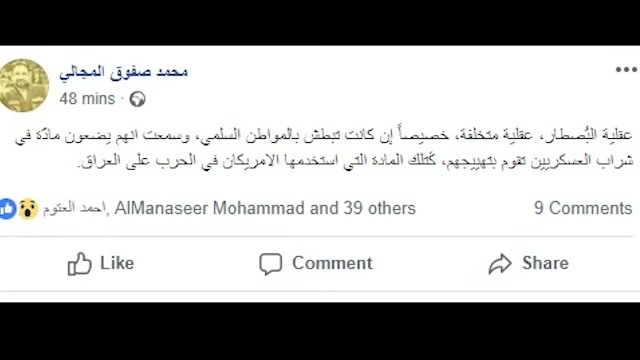 محمد صفوق المجالي
48 mins ·
عقلية البُصطار، عقلية متخلفة، خصيصاً إن كانت تبطش بالمواطن السلمي، وسمعت انهم يضعون مادّة في
شراب العسكريين تقوم بتهييجهم، كَتلك المادة التي استخدمها الامريكان في الحرب على العراق.
احمد العتوم, AlManaseer Mohammad and 39 others
9 Comments
Like
Comment
Share